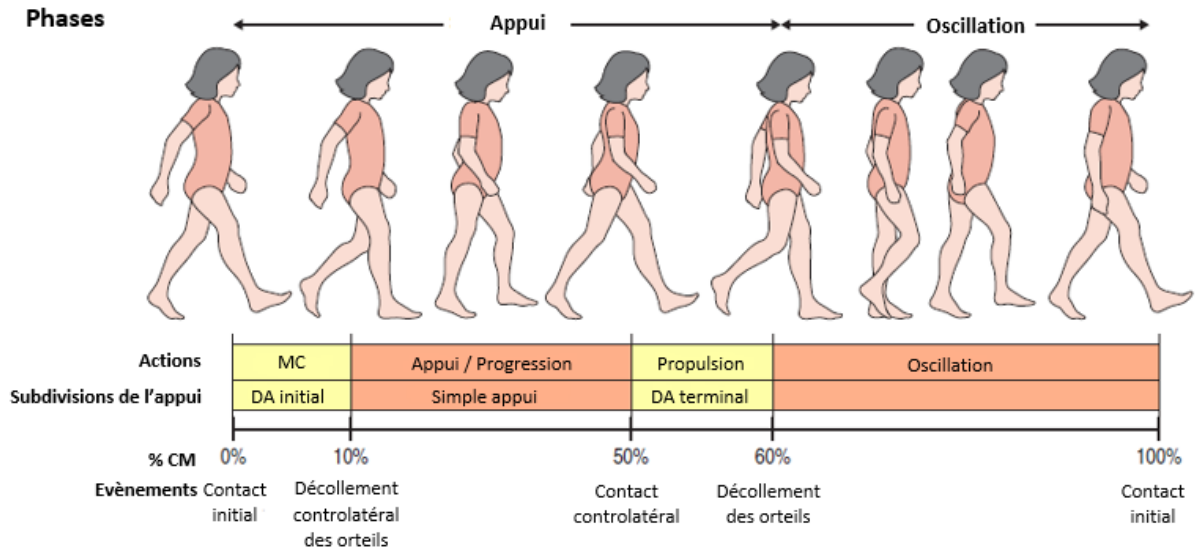 Phases
Appui
Oscillation
Actions MC Appui / Progression Propulsion Oscillation
Subdivisions de l'appui DA initial Simple appui DA terminal
% CM 0% 10% 50% 60% 100%
Evènements Contact Décollement Contact Décollement Contact
initial controlatéral controlatéral des orteils initial
des orteils